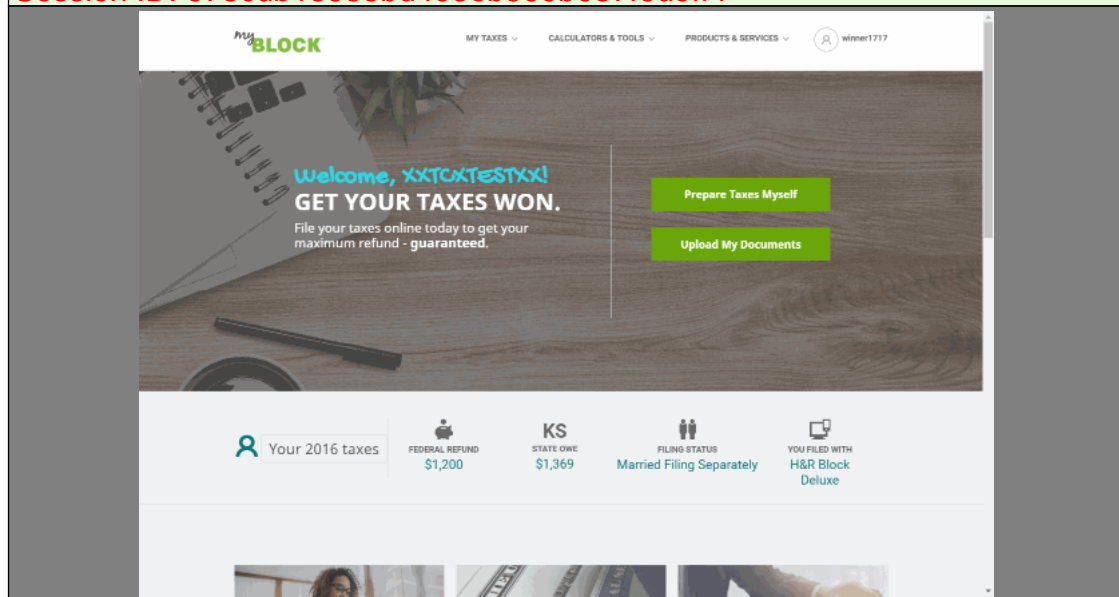 my BLOCK
MY TAXES
CALCULATORS & TOOLS
PRODUCTS & SERVICES
winner1717
Welcome, XXTCXTESTXX!
GET YOUR TAXES WON.
File your taxes online today to get your
maximum refund - guaranteed.
Prepare Taxes Myself
Upload My Documents
Your 2016 taxes
FEDERAL REFUND
$1,200
KS
STATE OWE
$1,369
FILING STATUS
Married Filing Separately
YOU FILED WITH
H&R Block
Deluxe